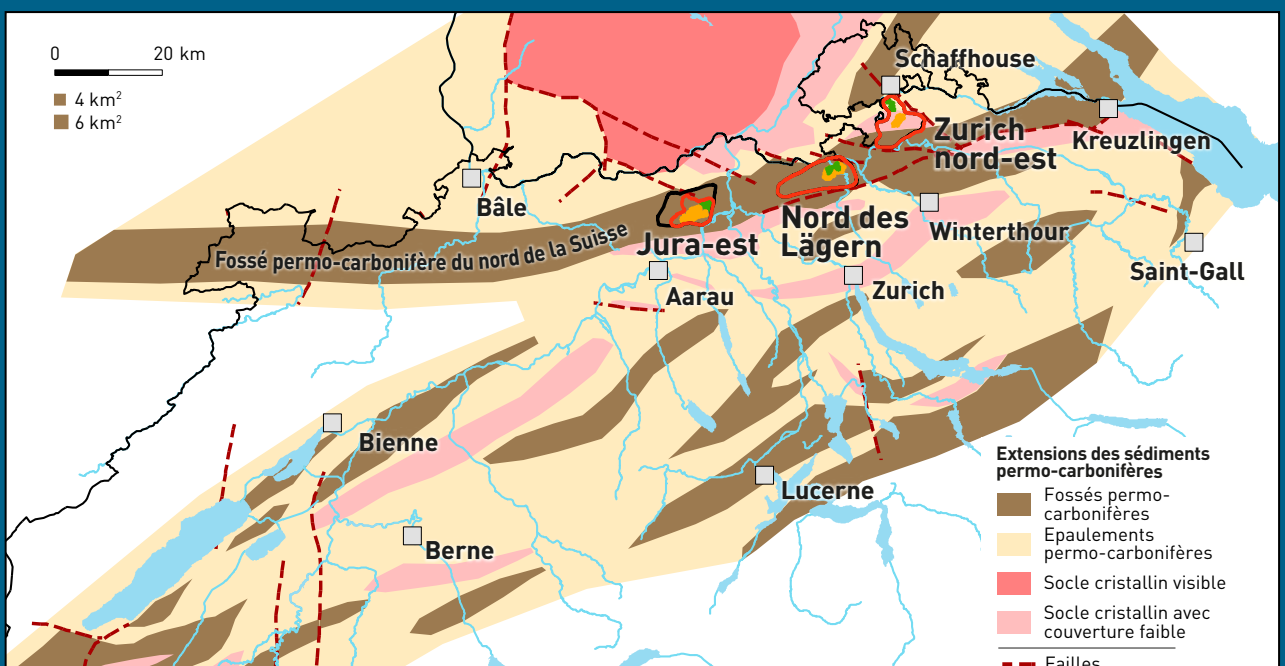 0 20 km
4 km²
6 km²
Schaffhouse
Zurich
nord-est
Kreuzlingen
Bâle
Nord des
Lägern
Winterthour
Fossé permo-carbonifère du nord de la Suisse
Jura-est
Saint-Gall
Aarau
Zurich
Bienne
Lucerne
Berne
Extensions des sédiments
permo-carbonifères
Fossés permo-
carbonifères
Epaulements
permo-carbonifères
Socle cristallin visible
Socle cristallin avec
couverture faible
Failles